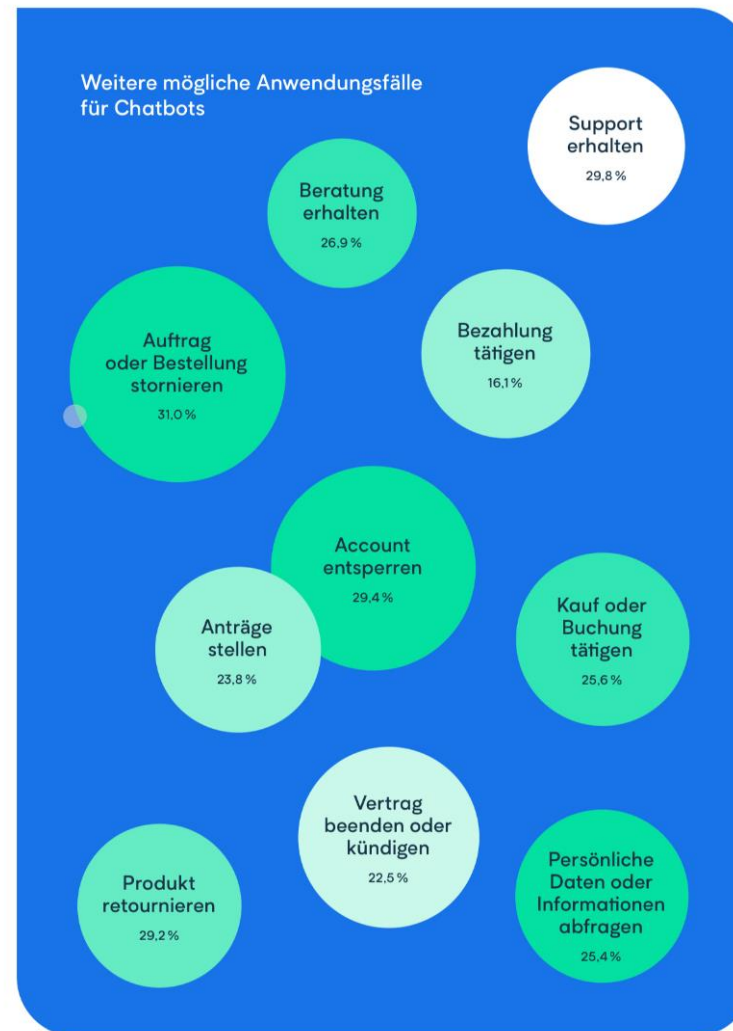 Weitere mögliche Anwendungsfälle
für Chatbots
Support
erhalten
29,8 %
Beratung
erhalten
26,9 %
Bezahlung
tätigen
16,1 %
Auftrag
oder Bestellung
stornieren
31,0 %
Account
entsperren
29,4 %
Anträge
stellen
23,8 %
Kauf oder
Buchung
tätigen
25,6 %
Vertrag
beenden oder
kündigen
22,5 %
Produkt
retournieren
29,2 %
Persönliche
Daten oder
Informationen
abfragen
25,4 %